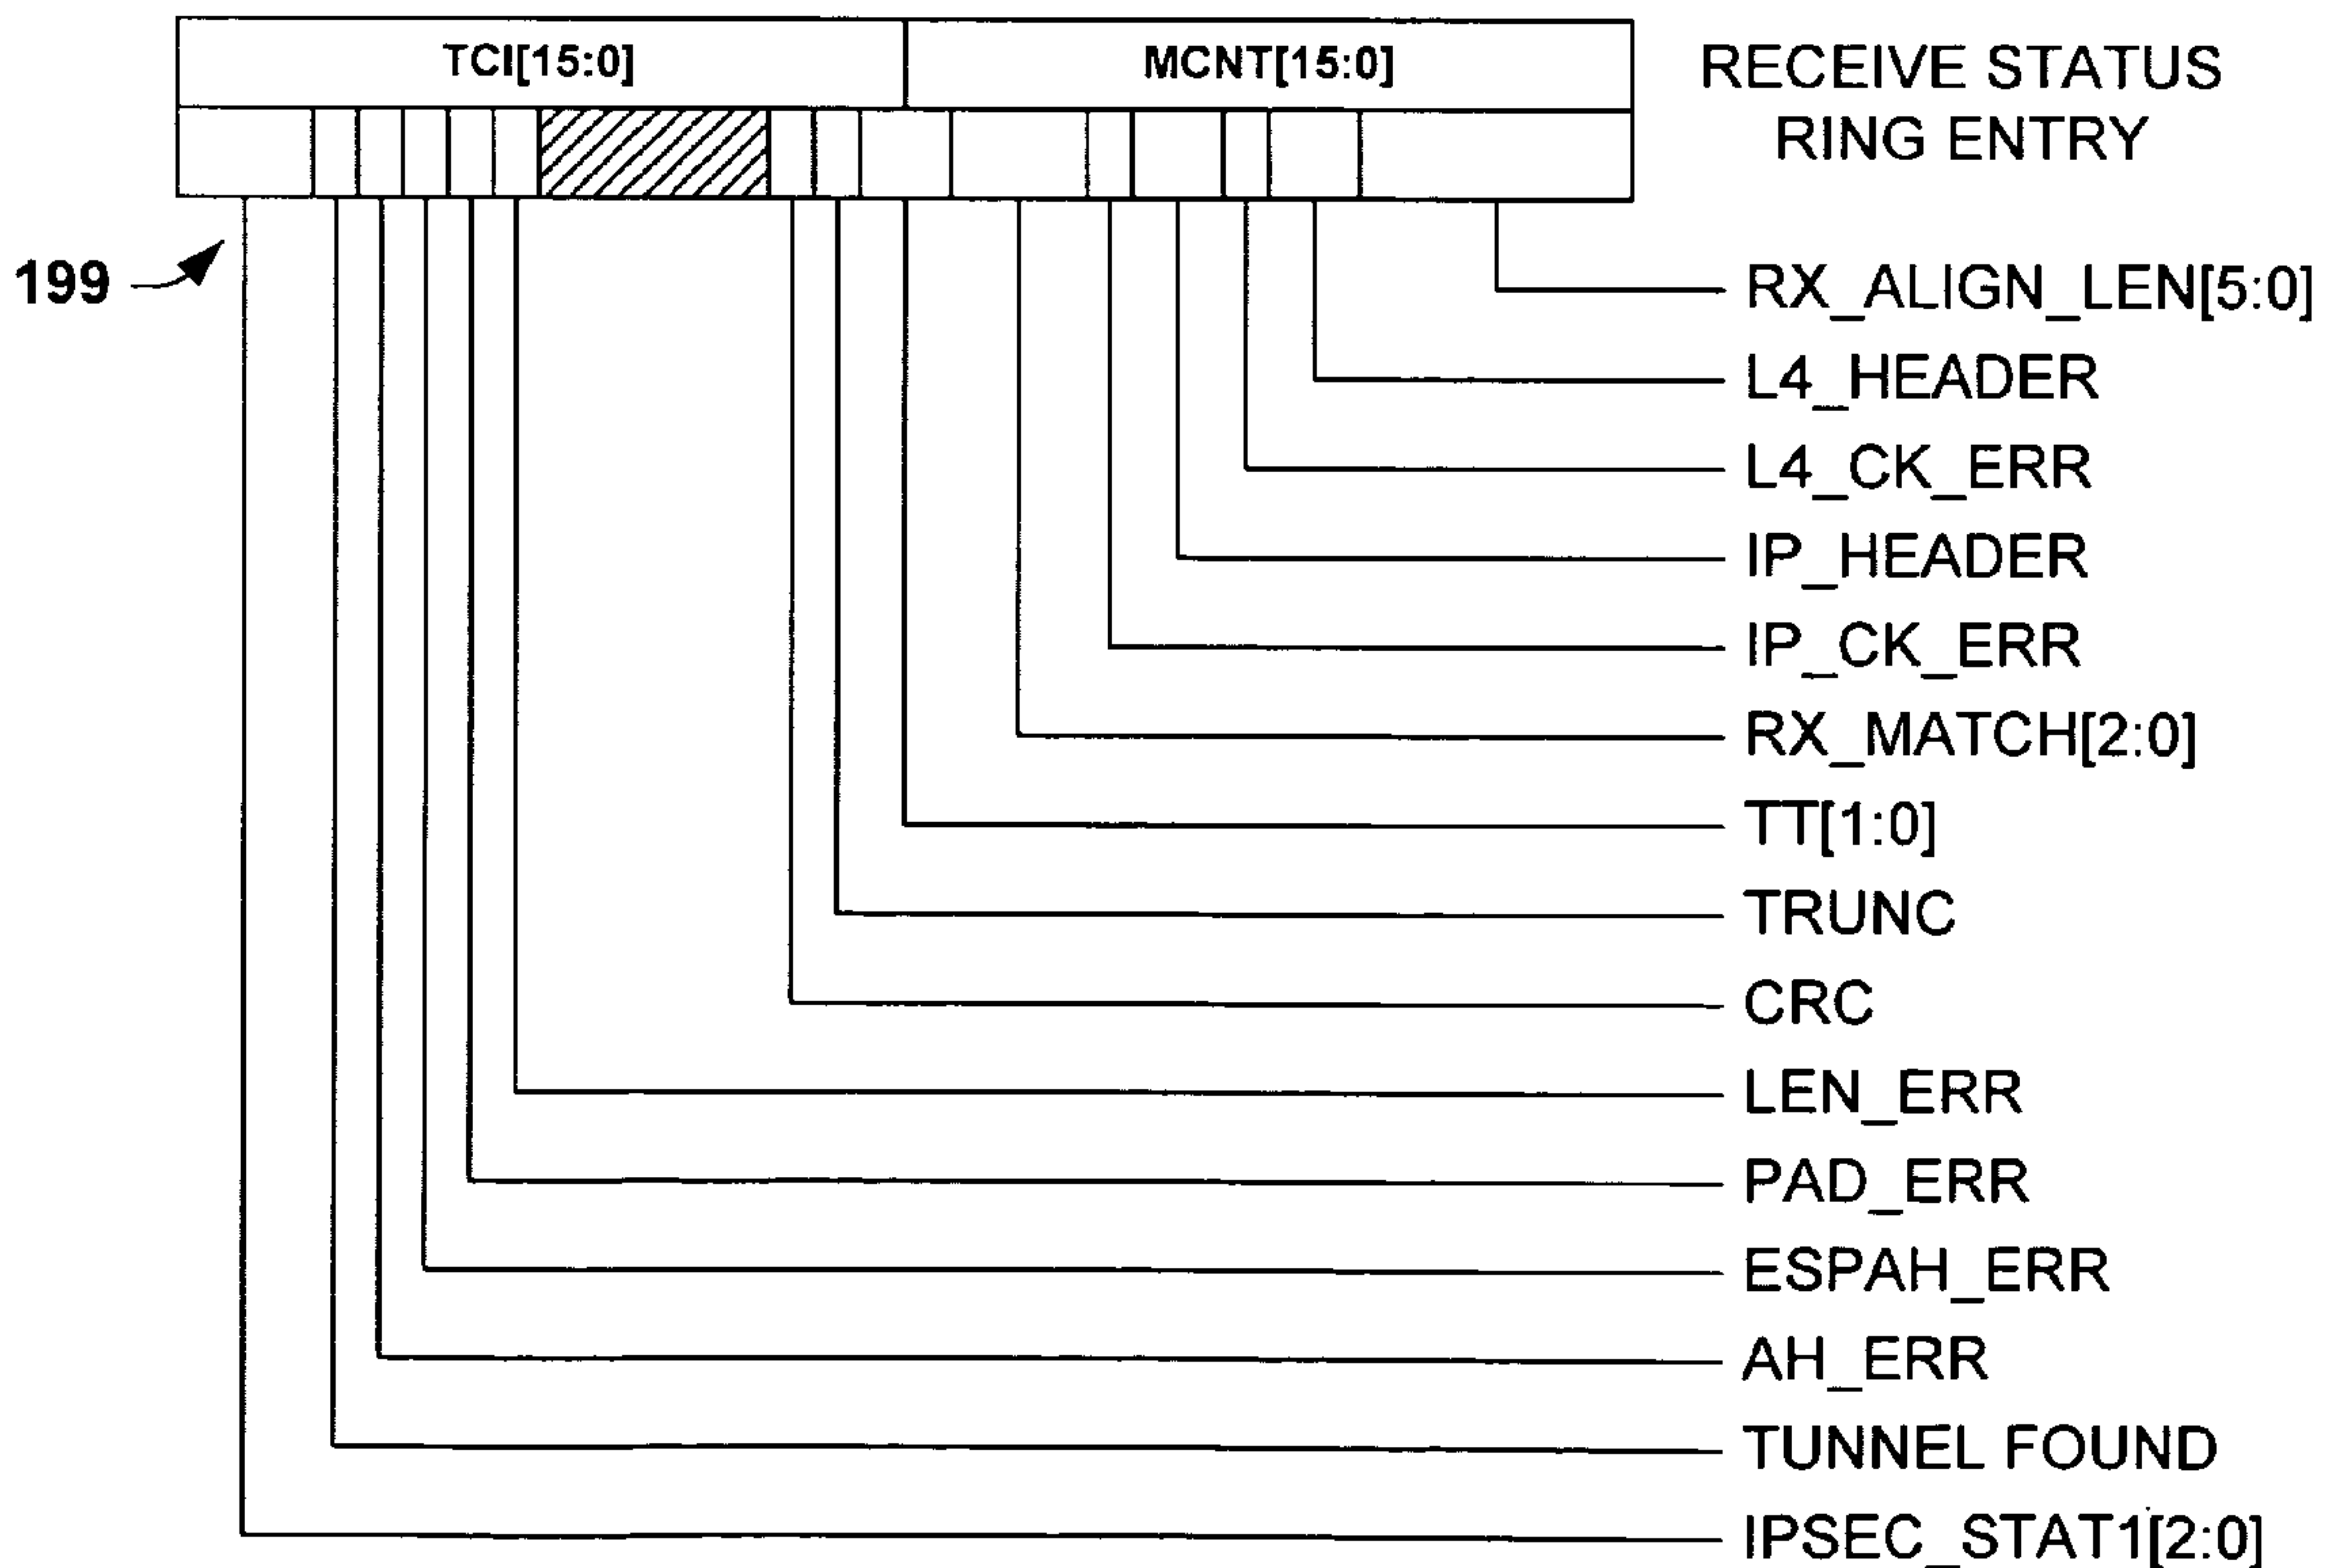 TCI[15:0] MCNT[15:0]
RECEIVE STATUS
RING ENTRY
199
RX_ALIGN_LEN[5:0]
L4_HEADER
L4_CK_ERR
IP_HEADER
IP_CK_ERR
RX_MATCH[2:0]
TT[1:0]
TRUNC
CRC
LEN_ERR
PAD_ERR
ESPAH_ERR
AH_ERR
TUNNEL FOUND
IPSEC_STAT1[2:0]